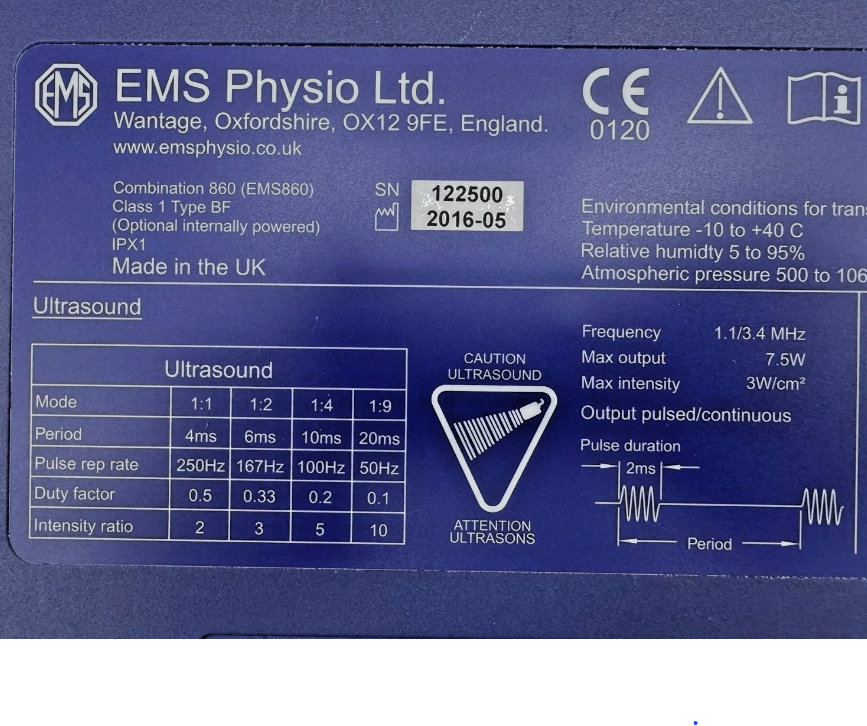 EMS
EMS Physio Ltd.
Wantage, Oxfordshire, OX12 9FE, England.
www.emsphysio.co.uk
CE
0120
Combination 860 (EMS860)
Class 1 Type BF
(Optional internally powered)
IPX1
Made in the UK
SN 122500
2016-05
Environmental conditions for
Temperature -10 to +40 C
Relative humidty 5 to 95%
Atmospheric pressure 500 to
Ultrasound
Ultrasound
Mode 1:1 1:2 1:4 1:9
Period 4ms 6ms 10ms 20ms
Pulse rep rate 250Hz 167Hz 100Hz 50Hz
Duty factor 0.5 0.33 0.2 0.1
Intensity ratio 2 3 5 10
CAUTION
ULTRASOUND
ATTENTION
ULTRASONS
Frequency 1.1/3.4 MHz
Max output 7.5W
Max intensity 3W/cm²
Output pulsed/continuous
Pulse duration
2ms
Period